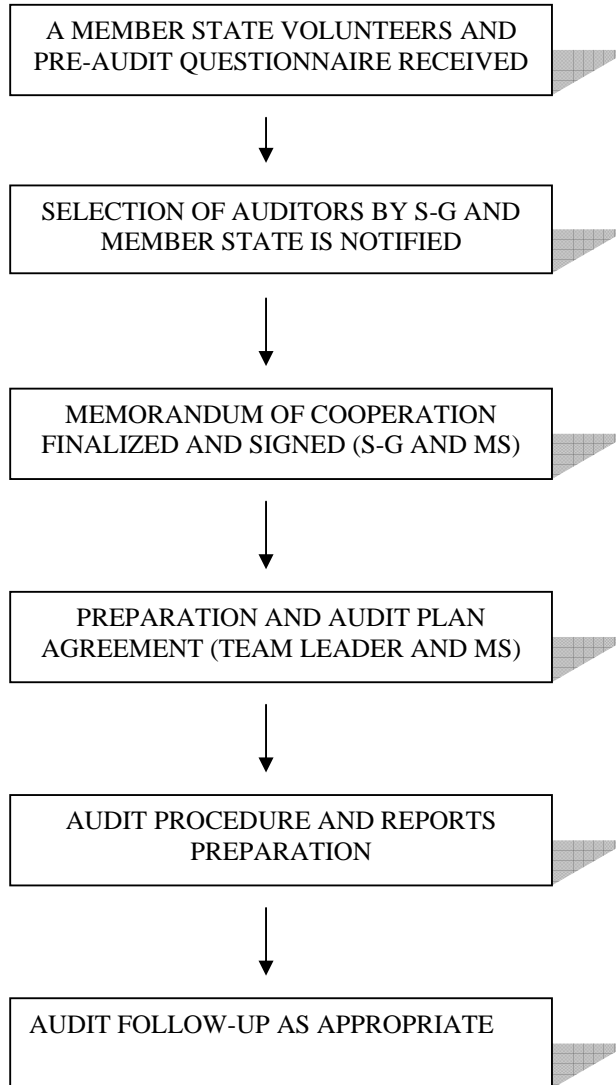 A MEMBER STATE VOLUNTEERS AND
PRE-AUDIT QUESTIONNAIRE RECEIVED
SELECTION OF AUDITORS BY S-G AND
MEMBER STATE IS NOTIFIED
MEMORANDUM OF COOPERATION
FINALIZED AND SIGNED (S-G AND MS)
PREPARATION AND AUDIT PLAN
AGREEMENT (TEAM LEADER AND MS)
AUDIT PROCEDURE AND REPORTS
PREPARATION
AUDIT FOLLOW-UP AS APPROPRIATE